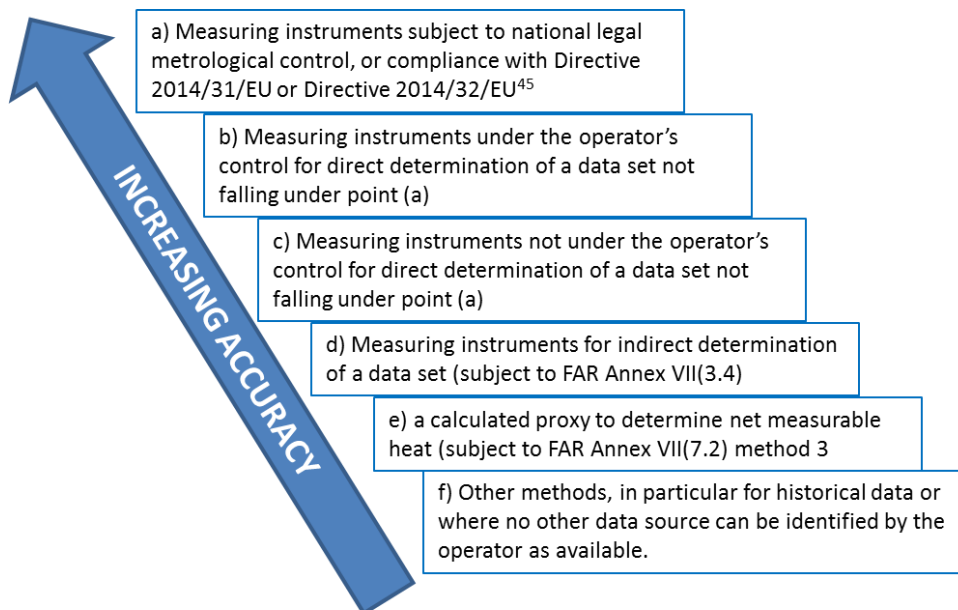 a) Measuring instruments subject to national legal
metrological control, or compliance with Directive
2014/31/EU or Directive 2014/32/EU⁴⁵
b) Measuring instruments under the operator’s
control for direct determination of a data set not
falling under point (a)
c) Measuring instruments not under the operator’s
control for direct determination of a data set not
falling under point (a)
d) Measuring instruments for indirect determination
of a data set (subject to FAR Annex VII(3.4)
e) a calculated proxy to determine net measurable
heat (subject to FAR Annex VII(7.2) method 3
f) Other methods, in particular for historical data or
where no other data source can be identified by the
operator as available.
INCREASING ACCURACY